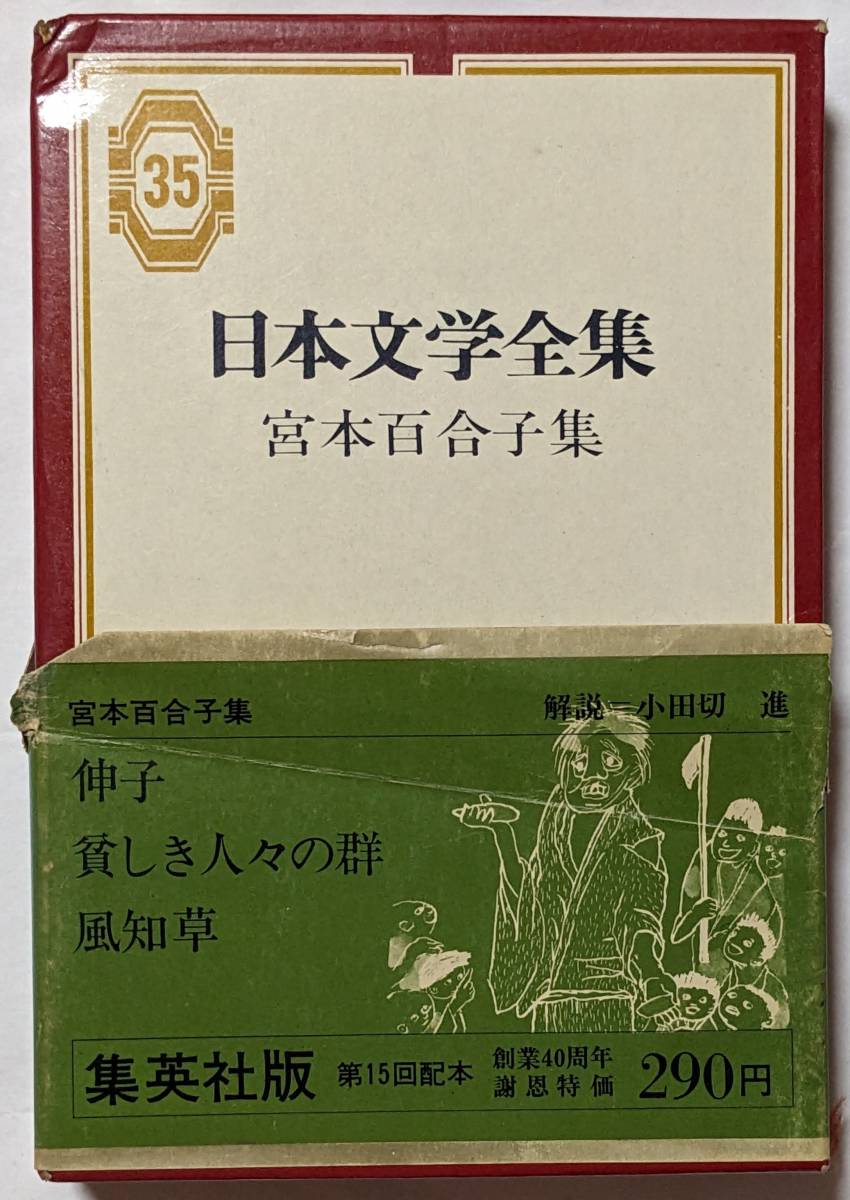 35
日本文学全集
宮本百合子集
宮本百合子集
解説=小田切 進
伸子
貧しき人々の群
風知草
集英社版
第15回配本
創業40周年
謝恩特価
290円